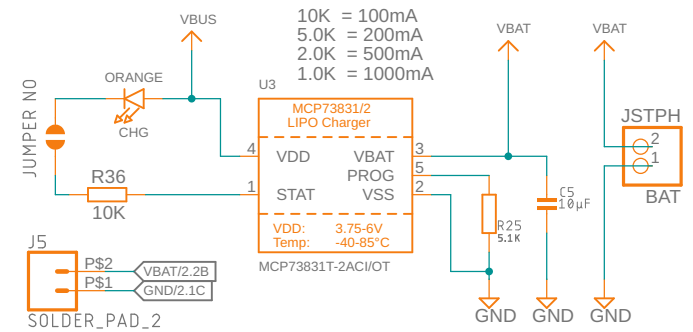 10K = 100mA
5.0K = 200mA
2.0K = 500mA
1.0K = 1000mA
VBUS
VBAT
VBAT
ORANGE
CHG
JUMPER NO
R36
10K
U3
MCP73831/2
LIPO Charger
4 VDD VBAT 3
PROG 5
1 STAT VSS 2
VDD: 3.75-6V
Temp: -40-85°C
MCP73831T-2ACI/OT
R25
5.1K
C5
10µF
JSTPH
2
1
BAT
J5
P$2 VBAT/2.2B
P$1 GND/2.1C
SOLDER_PAD_2
GND GND GND